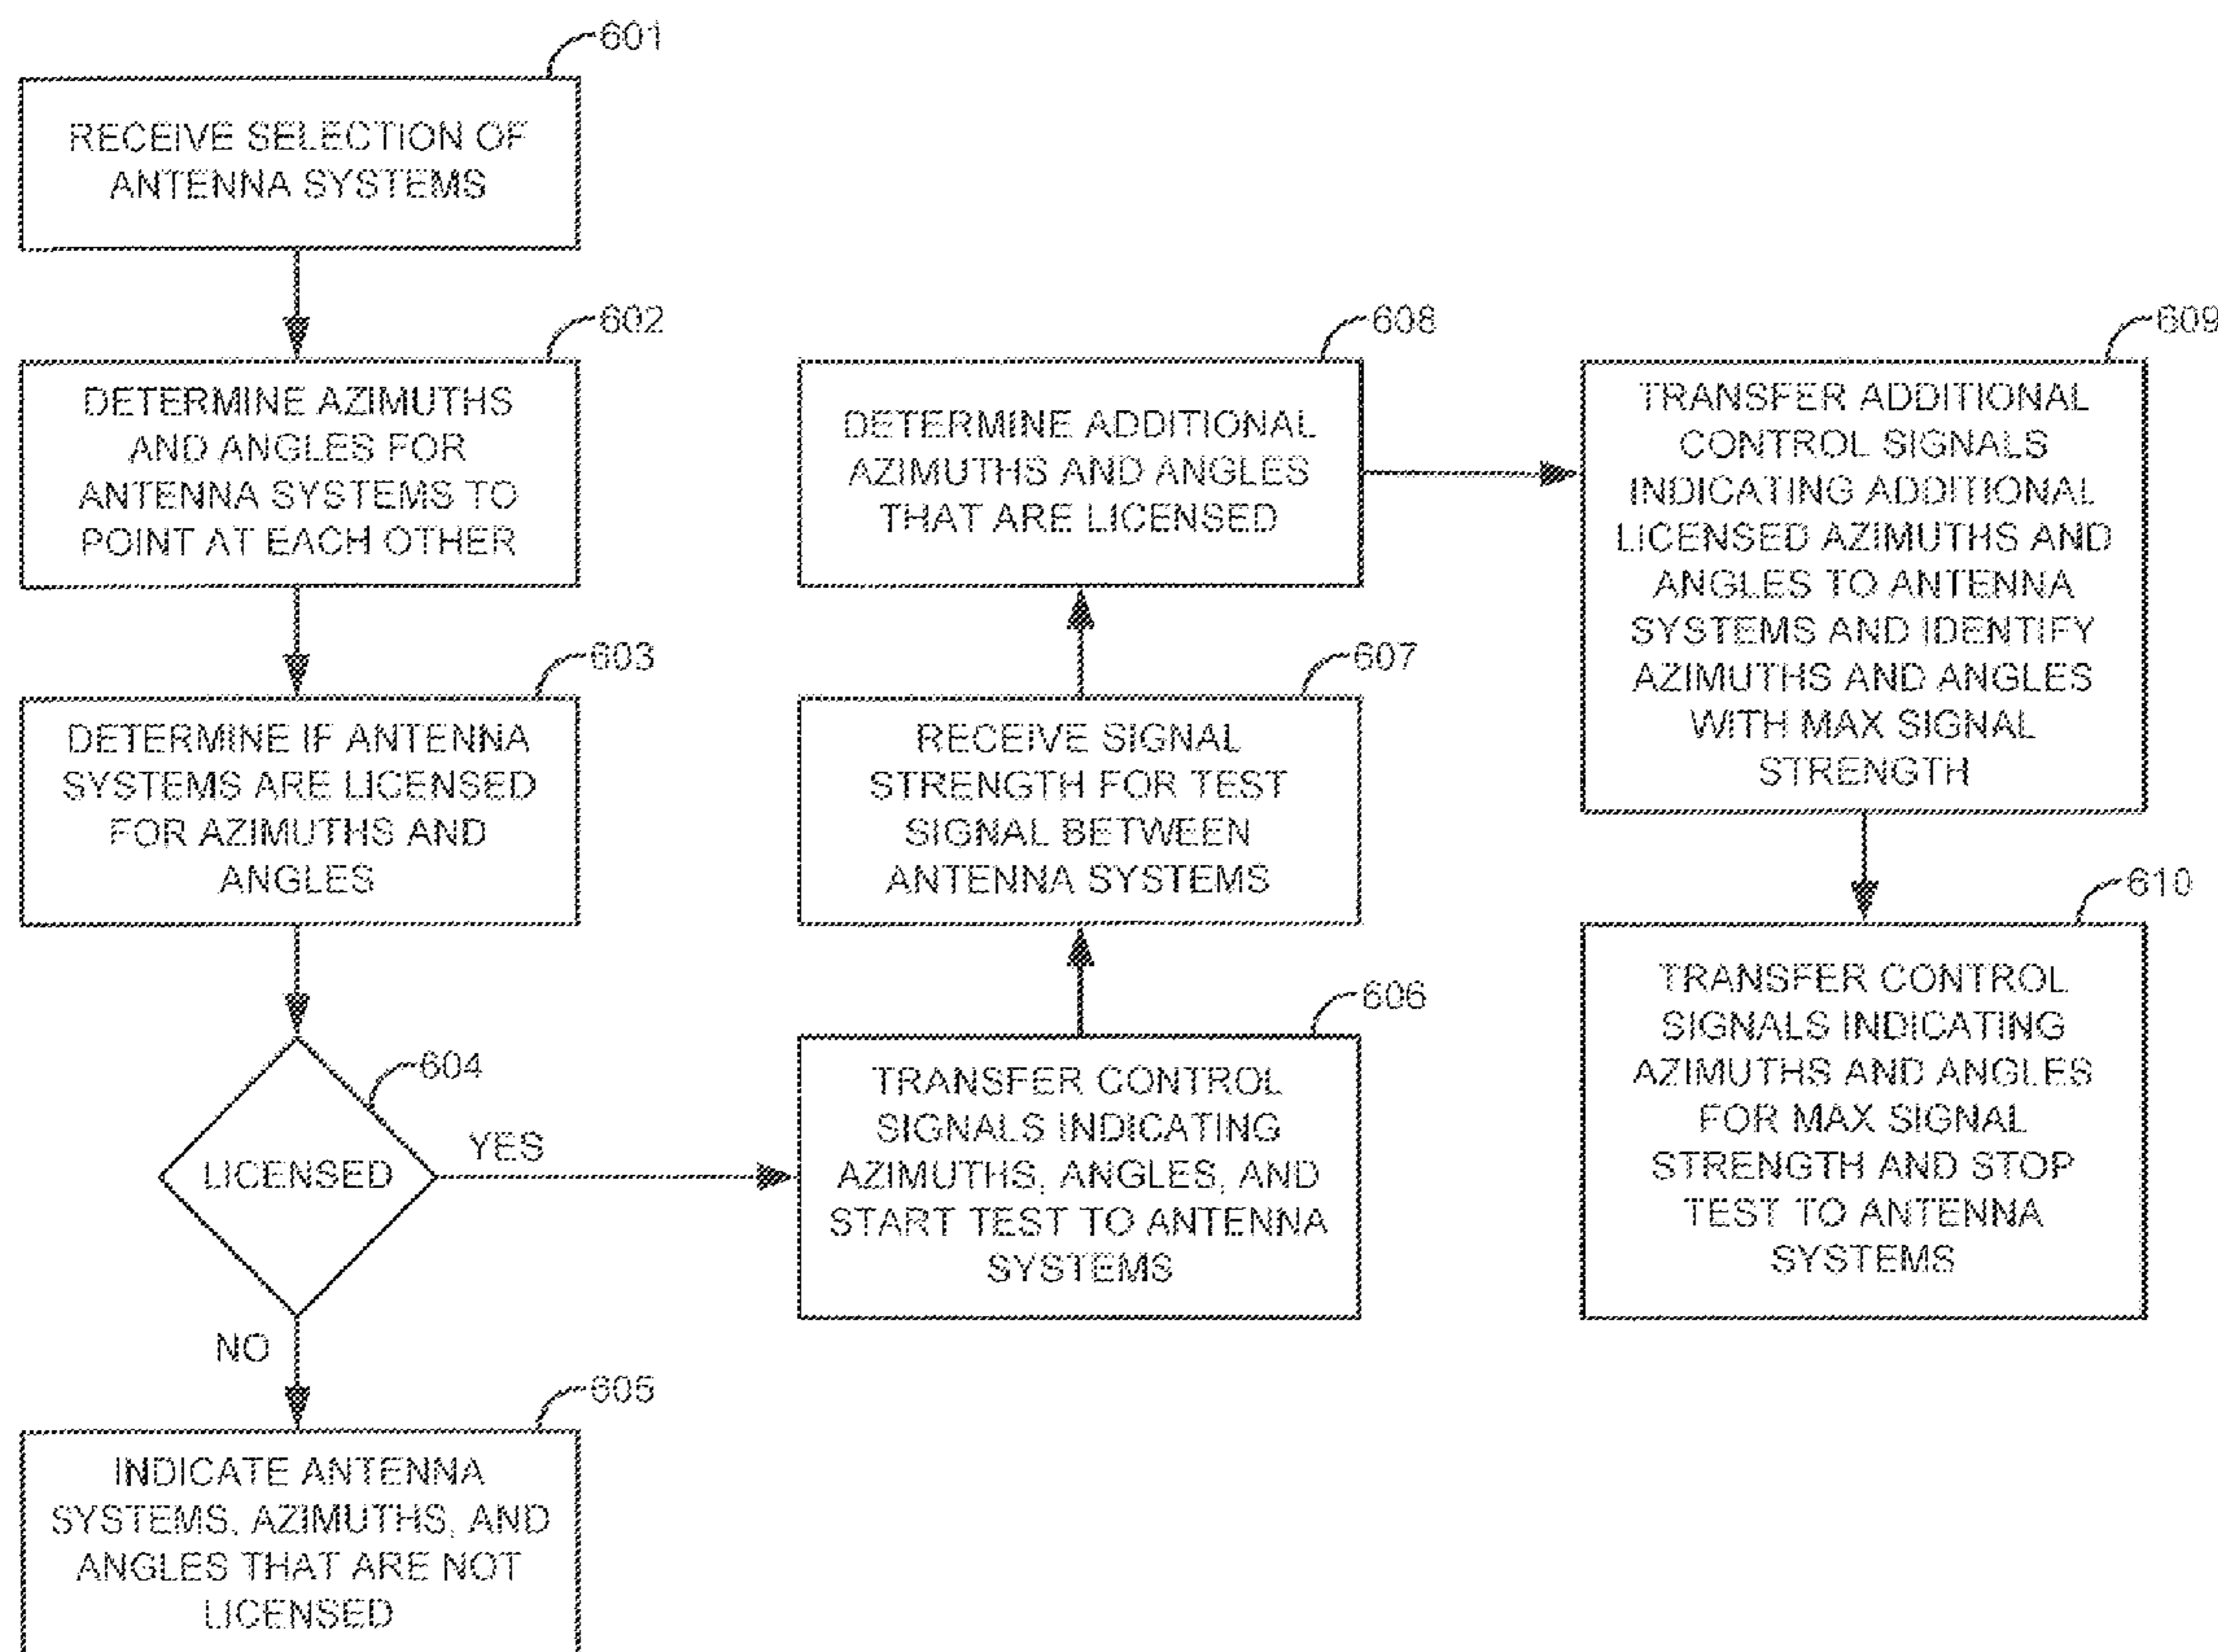 601
RECEIVE SELECTION OF
ANTENNA SYSTEMS
602
DETERMINE AZIMUTHS
AND ANGLES FOR
ANTENNA SYSTEMS TO
POINT AT EACH OTHER
603
DETERMINE IF ANTENNA
SYSTEMS ARE LICENSED
FOR AZIMUTHS AND
ANGLES
604
LICENSED
YES
NO
605
INDICATE ANTENNA
SYSTEMS, AZIMUTHS, AND
ANGLES THAT ARE NOT
LICENSED
606
TRANSFER CONTROL
SIGNALS INDICATING
AZIMUTHS, ANGLES, AND
START TEST TO ANTENNA
SYSTEMS
607
RECEIVE SIGNAL
STRENGTH FOR TEST
SIGNAL BETWEEN
ANTENNA SYSTEMS
608
DETERMINE ADDITIONAL
AZIMUTHS AND ANGLES
THAT ARE LICENSED
609
TRANSFER ADDITIONAL
CONTROL SIGNALS
INDICATING ADDITIONAL
LICENSED AZIMUTHS AND
ANGLES TO ANTENNA
SYSTEMS AND IDENTIFY
AZIMUTHS AND ANGLES
WITH MAX SIGNAL
STRENGTH
610
TRANSFER CONTROL
SIGNALS INDICATING
AZIMUTHS AND ANGLES
FOR MAX SIGNAL
STRENGTH AND STOP
TEST TO ANTENNA
SYSTEMS